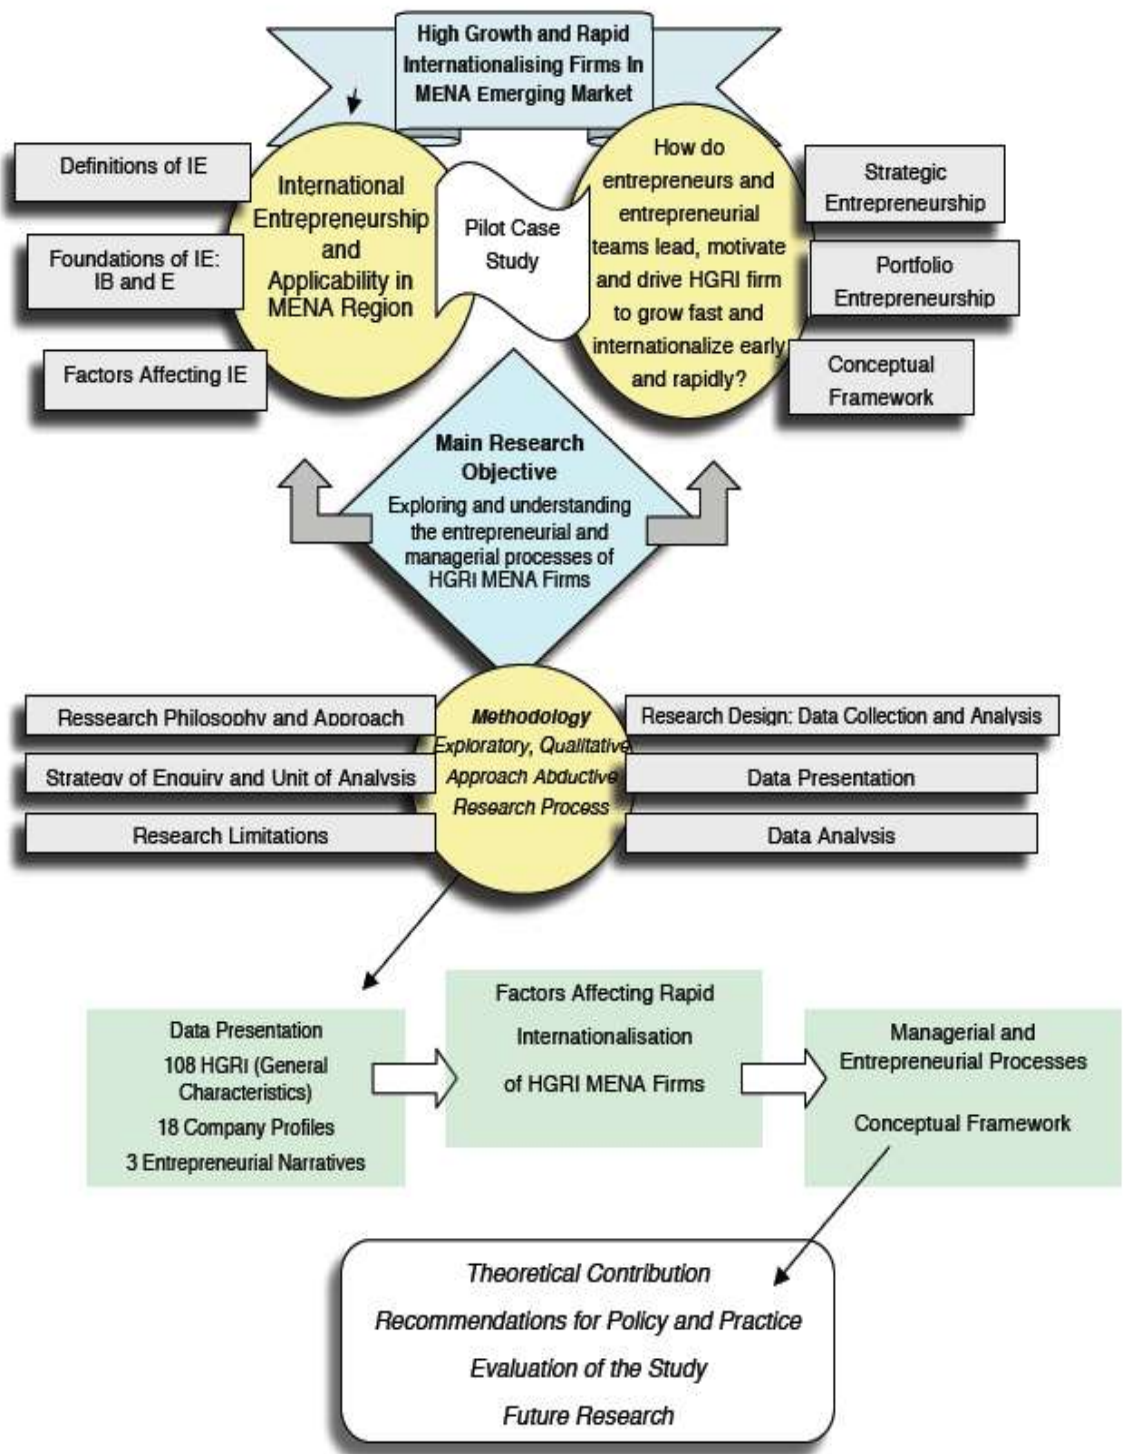 High Growth and Rapid
Internationalising Firms In
MENA Emerging Market
Definitions of IE
Foundations of IE:
IB and E
Factors Affecting IE
International
Entrepreneurship
and
Applicability in
MENA Region
Pilot Case
Study
How do
entrepreneurs and
entrepreneurial
teams lead, motivate
and drive HGRI firm
to grow fast and
internationalize early
and rapidly?
Strategic
Entrepreneurship
Portfolio
Entrepreneurship
Conceptual
Framework
Main Research
Objective
Exploring and understanding
the entrepreneurial and
managerial processes of
HGRI MENA Firms
Ressearch Philosophy and Approach
Strategy of Enquiry and Unit of Analysis
Research Limitations
Methodology
Exploratory, Qualitative
Approach Abductive
Research Process
Research Design: Data Collection and Analysis
Data Presentation
Data Analysis
Data Presentation
108 HGRI (General
Characteristics)
18 Company Profiles
3 Entrepreneurial Narratives
Factors Affecting Rapid
Internationalisation
of HGRI MENA Firms
Managerial and
Entrepreneurial Processes
Conceptual Framework
Theoretical Contribution
Recommendations for Policy and Practice
Evaluation of the Study
Future Research